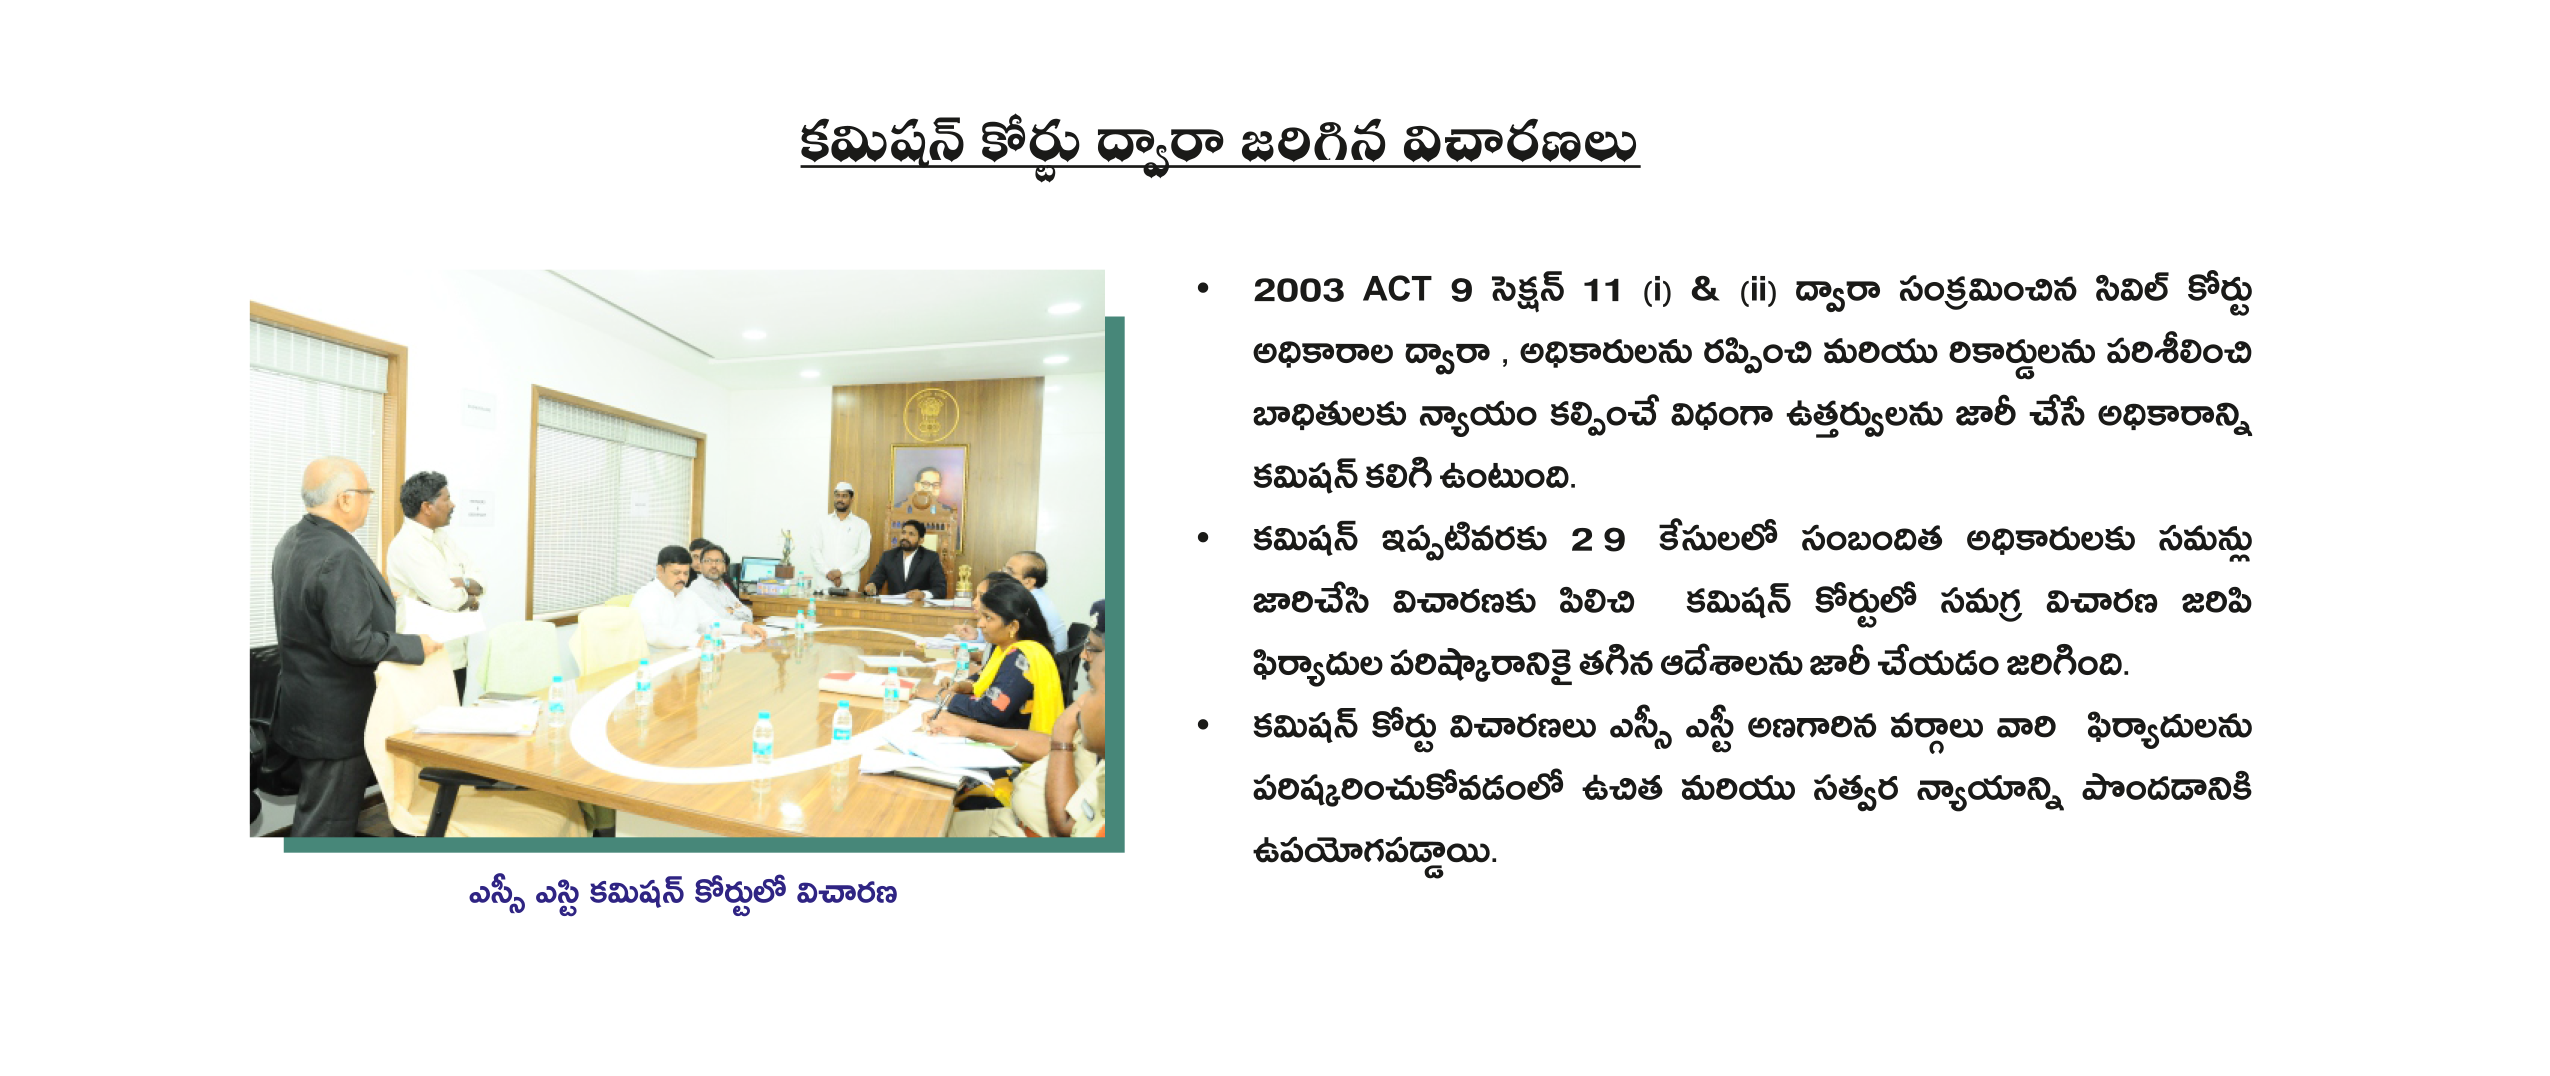 కమిషన్ కోర్టు ద్వారా జరిగిన విచారణలు
• 2003 ACT 9 సెక్షన్ 11 (i) & (ii) ద్వారా సంక్రమించిన సివిల్ కోర్టు
అధికారాల ద్వారా , అధికారులను రప్పించి మరియు రికార్డులను పరిశీలించి
బాధితులకు న్యాయం కల్పించే విధంగా ఉత్తర్వులను జారీ చేసే అధికారాన్ని
కమిషన్ కలిగి ఉంటుంది.
• కమిషన్ ఇప్పటివరకు 2 9 కేసులలో సంబందిత అధికారులకు సమన్లు
జారిచేసి విచారణకు పిలిచి కమిషన్ కోర్టులో సమగ్ర విచారణ జరిపి
ఫిర్యాదుల పరిష్కారానికై తగిన ఆదేశాలను జారీ చేయడం జరిగింది.
• కమిషన్ కోర్టు విచారణలు ఎస్సీ ఎస్టీ అణగారిన వర్గాలు వారి ఫిర్యాదులను
పరిష్కరించుకోవడంలో ఉచిత మరియు సత్వర న్యాయాన్ని పొందడానికి
ఉపయోగపడ్డాయి.
ఎస్సీ ఎస్టి కమిషన్ కోర్టులో విచారణ